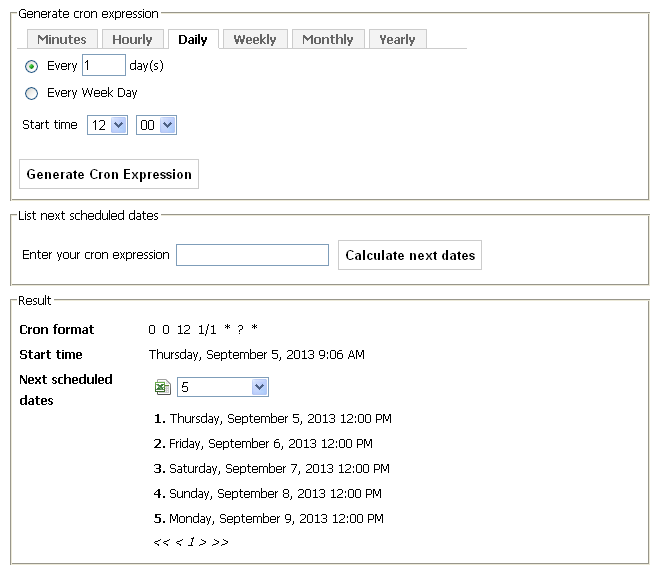 Generate cron expression
Minutes Hourly Daily Weekly Monthly Yearly
Every 1 day(s)
Every Week Day
Start time 12 00
Generate Cron Expression
List next scheduled dates
Enter your cron expression Calculate next dates
Result
Cron format 0 0 12 1/1 * ? *
Start time Thursday, September 5, 2013 9:06 AM
Next scheduled dates 5
1. Thursday, September 5, 2013 12:00 PM
2. Friday, September 6, 2013 12:00 PM
3. Saturday, September 7, 2013 12:00 PM
4. Sunday, September 8, 2013 12:00 PM
5. Monday, September 9, 2013 12:00 PM
<< < 1 > >>